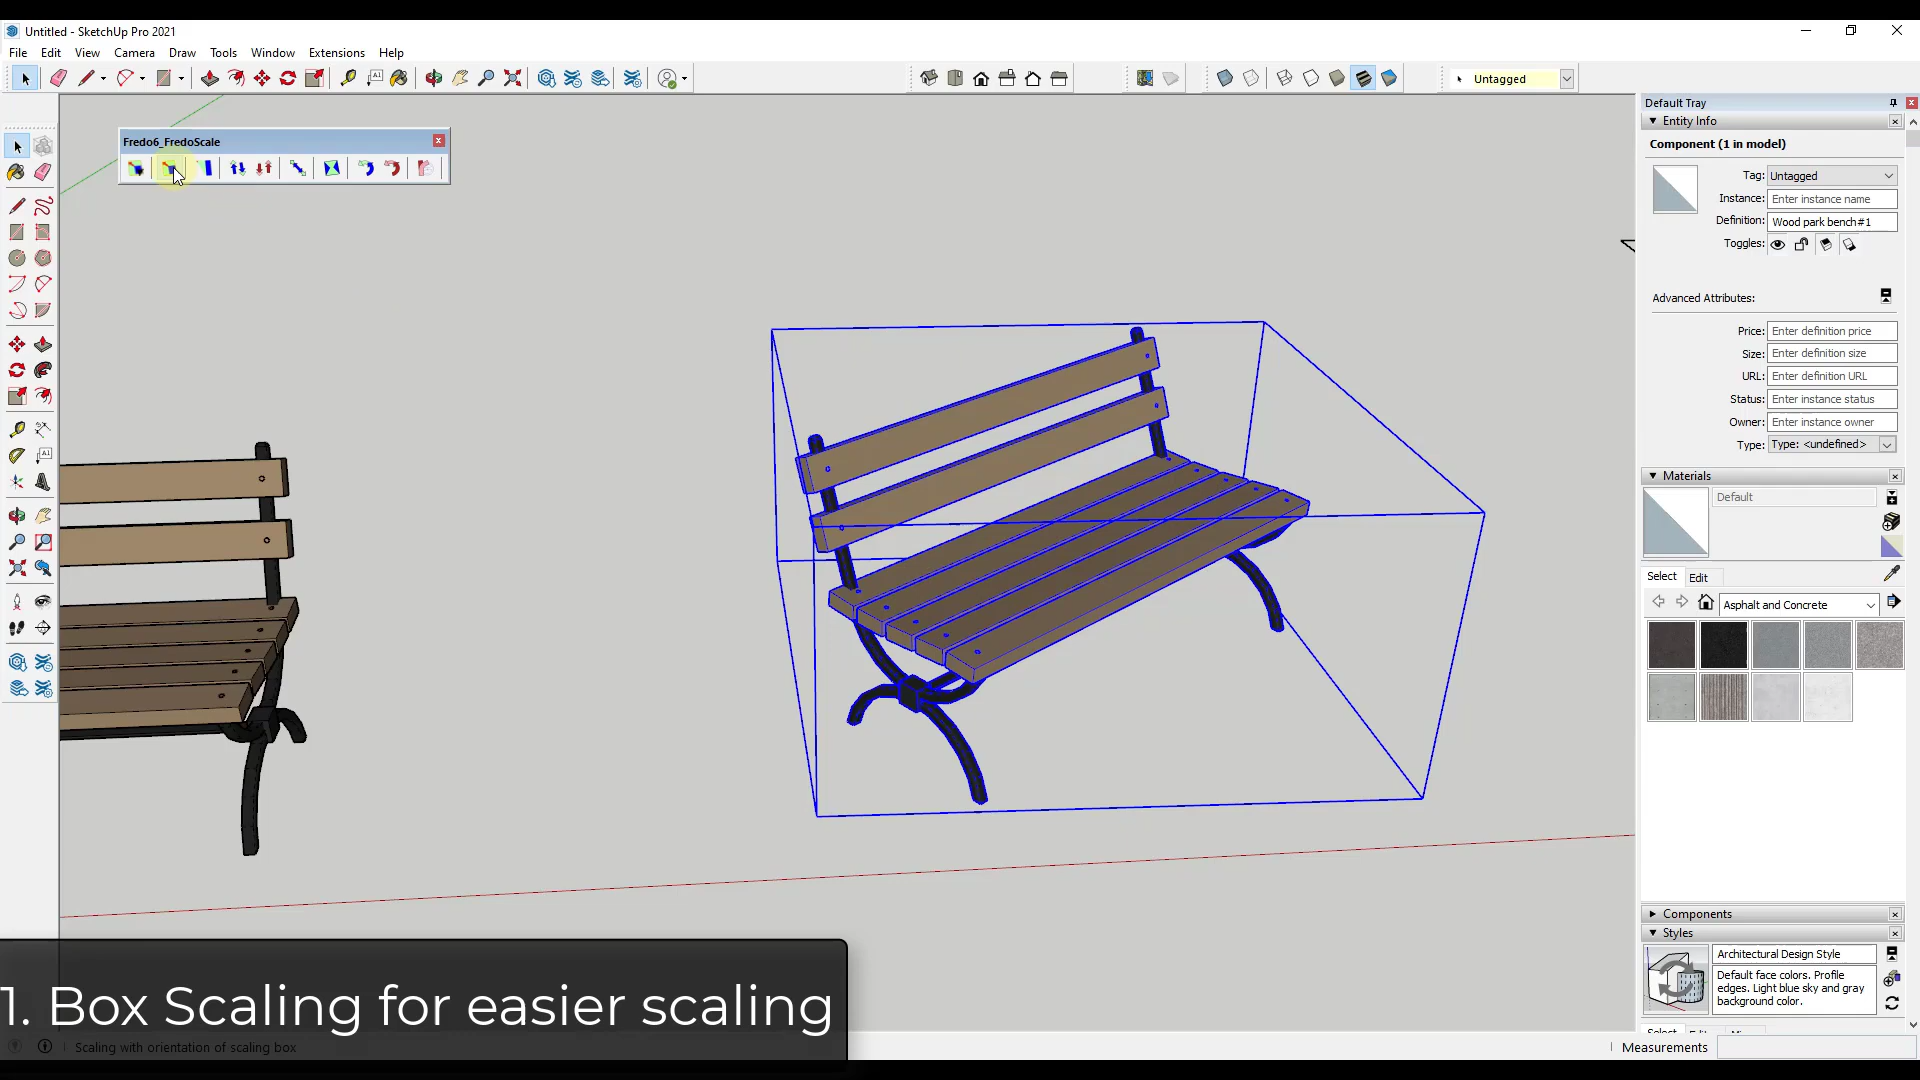 Untitled - SketchUp Pro 2021
File Edit View Camera Draw Tools Window Extensions Help
Untagged
Fredo6_FredoScale
Default Tray
Entity Info
Component (1 in model)
Tag: Untagged
Instance: Enter instance name
Definition: Wood park bench#1
Toggles:
Advanced Attributes:
Price: Enter definition price
Size: Enter definition size
URL: Enter definition URL
Status: Enter instance status
Owner: Enter instance owner
Type: Type: <undefined>
Materials
Default
Select Edit
Asphalt and Concrete
Components
Styles
Architectural Design Style
Default face colors. Profile
edges. Light blue sky and gray
background color.
1. Box Scaling for easier scaling
Scaling with orientation of scaling box
Measurements